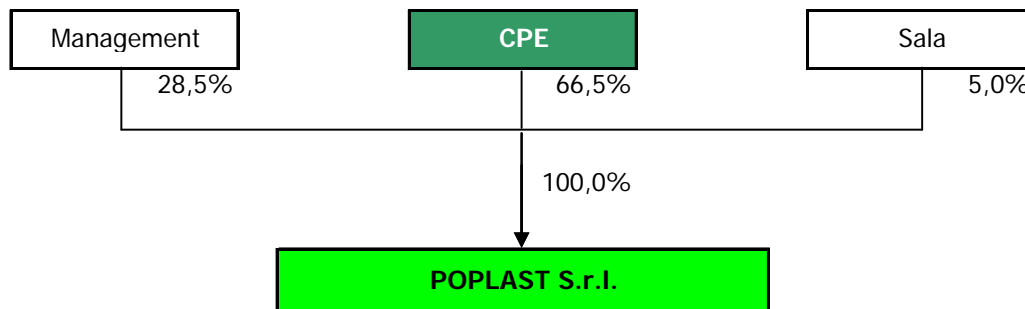 Management
CPE
Sala
28,5%
66,5%
5,0%
100,0%
POPLAST S.r.l.